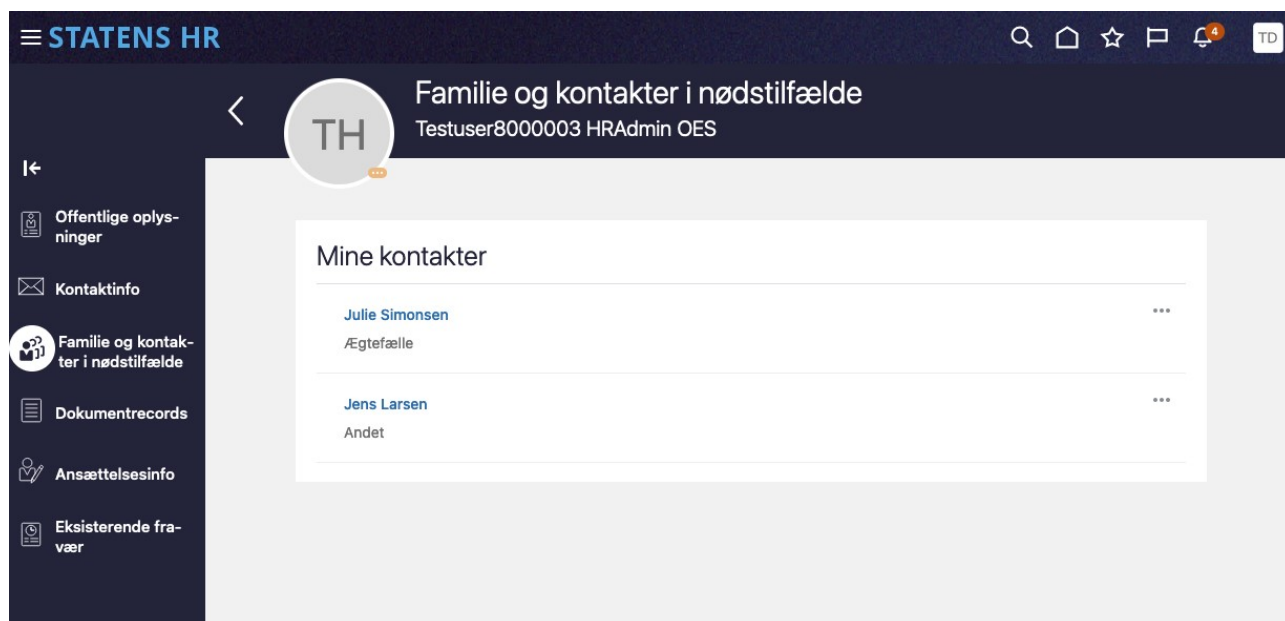 STATENS HR
4
TD
TH
Familie og kontakter i nødstilfælde
Testuser8000003 HRAdmin OES
Offentlige oplys-
ninger
Kontaktinfo
Familie og kontak-
ter i nødstilfælde
Dokumentrecords
Ansættelsesinfo
Eksisterende fra-
vær
Mine kontakter
Julie Simonsen
Ægtefælle
Jens Larsen
Andet